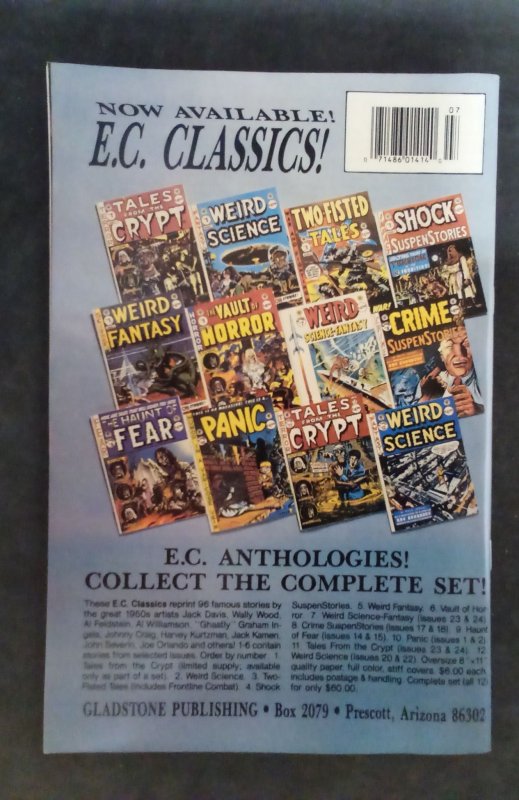 NOW AVAILABLE!
E.C. CLASSICS!
07
0 71486 01414 0
TALES
FROM THE
CRYPT
WEIRD
SCIENCE
TWO-FISTED
TALES
SHOCK
SUSPENSTORIES
WEIRD
FANTASY
THE VAULT OF
HORROR
WEIRD
SCIENCE-FANTASY
CRIME
SUSPENSTORIES
THE HAUNT OF
FEAR
PANIC
TALES
FROM THE
CRYPT
WEIRD
SCIENCE
E.C. ANTHOLOGIES!
COLLECT THE COMPLETE SET!
These E.C. Classics reprint 96 famous stories by
the great 1950s artists Jack Davis, Wally Wood,
Al Feldstein, Al Williamson, "Ghastly" Graham In-
gels, Johnny Craig, Harvey Kurtzman, Jack Kamen,
John Severin, Joe Orlando and others! 1-6 contain
stories from selected issues. Order by number. 1.
Tales from the Crypt (limited supply; available
only as part of a set). 2. Weird Science. 3. Two-
Fisted Tales (includes Frontline Combat). 4. Shock
SuspenStories. 5. Weird Fantasy. 6. Vault of Hor
ror. 7. Weird Science-Fantasy (issues 23 & 24).
8. Crime SuspenStories (issues 17 & 18). 9. Haunt
of Fear (issues 14 & 15). 10. Panic (issues 1 & 2)
11. Tales From the Crypt (issues 23 & 24). 12
Weird Science (issues 20 & 22). Oversize 8 x11"
quality paper, full color, stiff covers. $6.00 each
includes postage & handling. Complete set (all 12)
for only $60.00.
GLADSTONE PUBLISHING • Box 2079 • Prescott, Arizona 86302